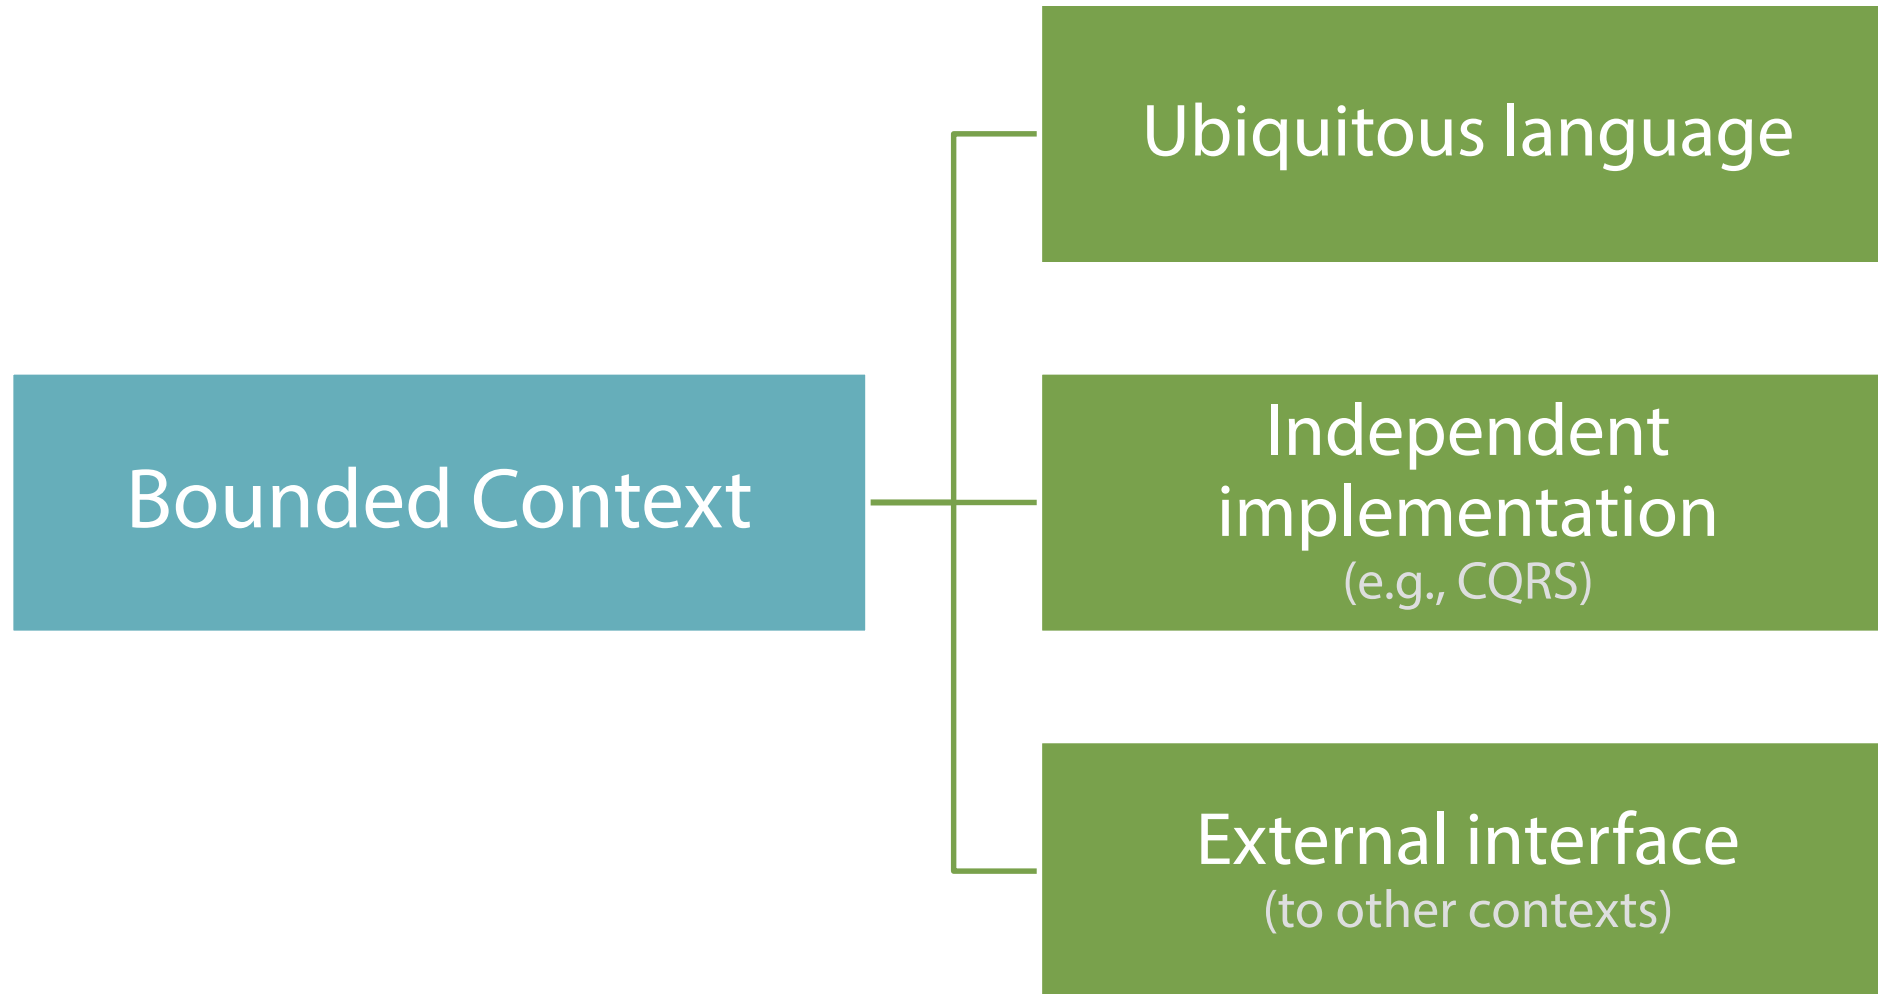 Ubiquitous language
Bounded Context
Independent
implementation
(e.g., CQRS)
External interface
(to other contexts)